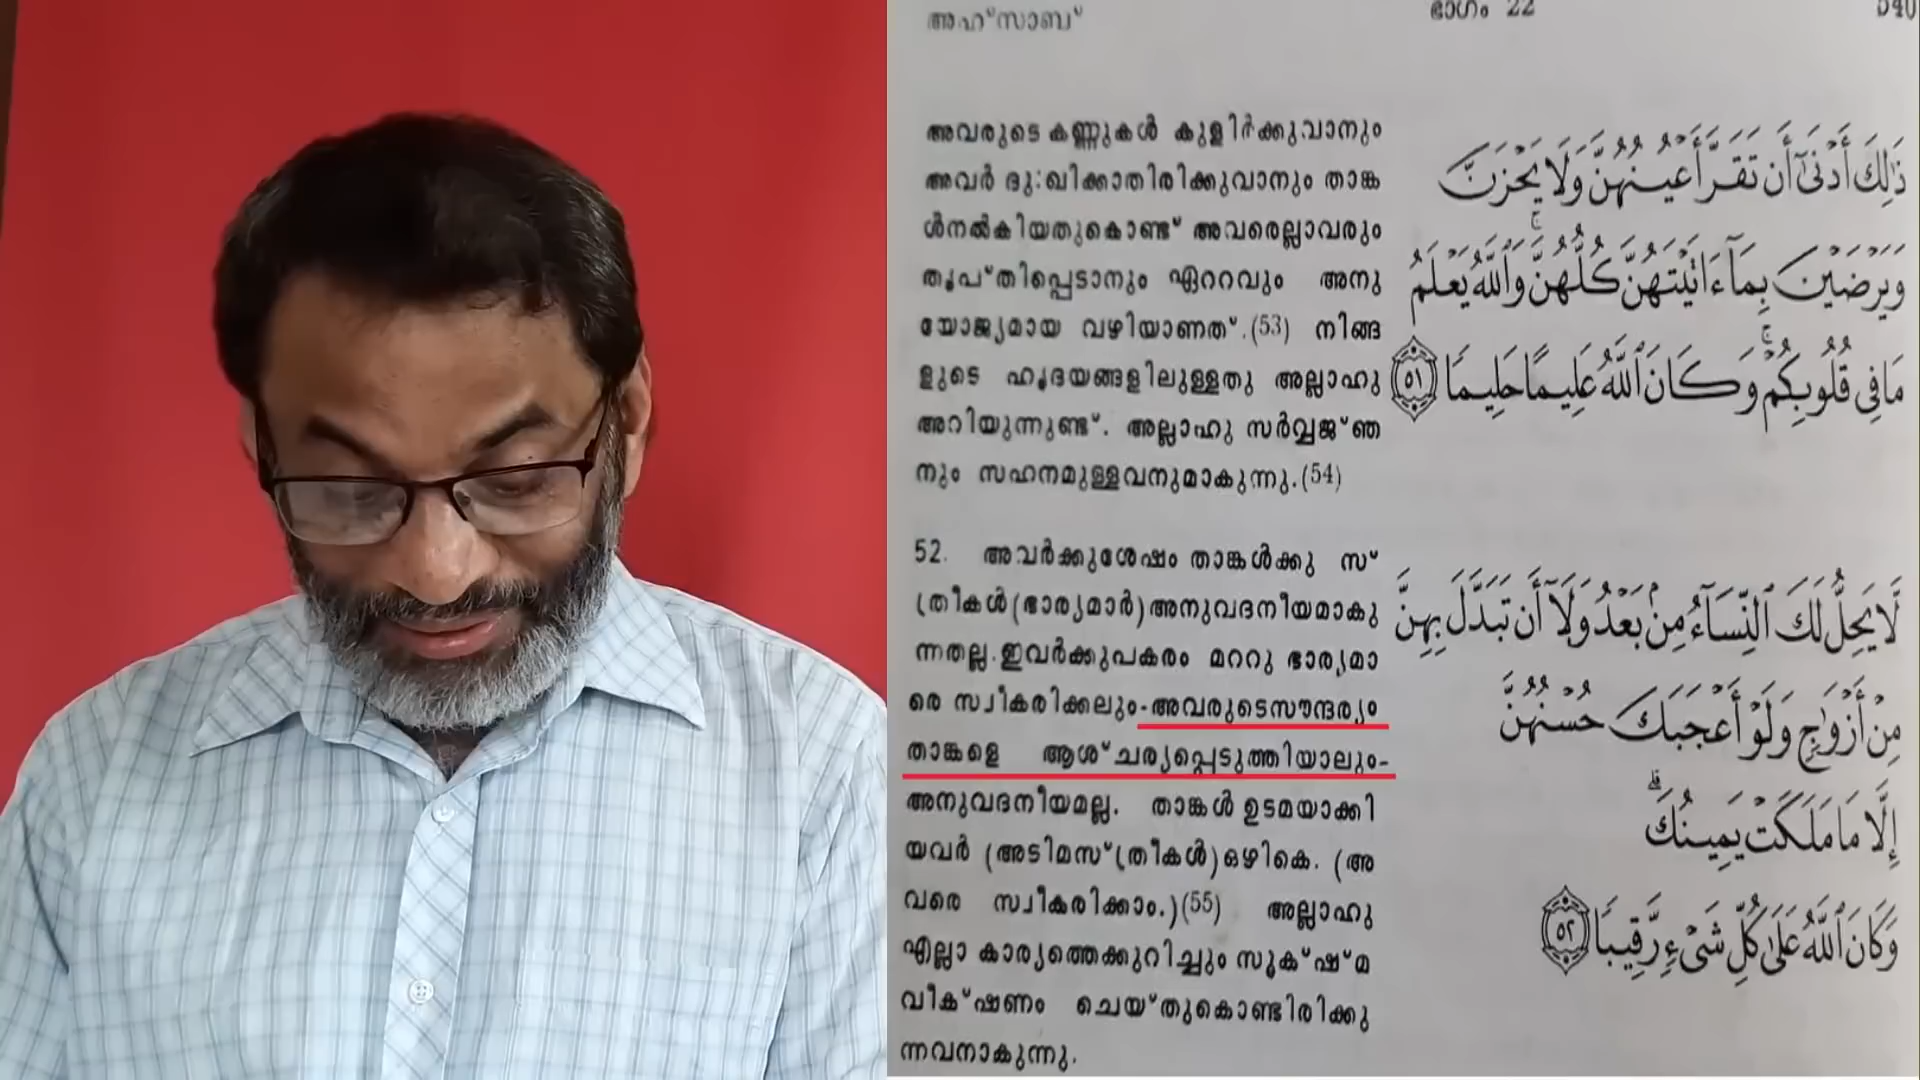 അഹ്‌സാബ്
ഭാഗം 22
540
അവരുടെ കണ്ണുകൾ കുളിർക്കുവാനും
അവർ ദുഃഖിക്കാതിരിക്കുവാനും താങ്ക
ൾനൽകിയതുകൊണ്ട് അവരെല്ലാവരും
തൃപ്തിപ്പെടാനും ഏററവും അനു
യോജ്യമായ വഴിയാണത്.(53) നിങ്ങ
ളുടെ ഹൃദയങ്ങളിലുള്ളതു അല്ലാഹു
അറിയുന്നുണ്ട്. അല്ലാഹു സർവ്വജ്ഞ
നും സഹനമുള്ളവനുമാകുന്നു.(54)
52. അവർക്കുശേഷം താങ്കൾക്കു സ്
ത്രീകൾ(ഭാര്യമാർ)അനുവദനീയമാകു
ന്നതല്ല.ഇവർക്കുപകരം മററു ഭാര്യമാ
രെ സ്വീകരിക്കലും-അവരുടെസൗന്ദര്യം
താങ്കളെ ആശ്ചര്യപ്പെടുത്തിയാലും-
അനുവദനീയമല്ല. താങ്കൾ ഉടമയാക്കി
യവർ (അടിമസ്ത്രീകൾ)ഒഴികെ. (അ
വരെ സ്വീകരിക്കാം.)(55) അല്ലാഹു
എല്ലാ കാര്യത്തെക്കുറിച്ചും സൂക്ഷ്മ
വീക്ഷണം ചെയ്തുകൊണ്ടിരിക്കു
ന്നവനാകുന്നു.
ذَٰلِكَ أَدْنَىٰٓ أَن تَقَرَّ أَعْيُنُهُنَّ وَلَا يَحْزَنَّ
وَيَرْضَيْنَ بِمَآ ءَاتَيْتَهُنَّ كُلُّهُنَّ ۚ وَٱللَّهُ يَعْلَمُ
مَا فِى قُلُوبِكُمْ ۚ وَكَانَ ٱللَّهُ عَلِيمًا حَلِيمًا ٥١
لَّا يَحِلُّ لَكَ ٱلنِّسَآءُ مِنۢ بَعْدُ وَلَآ أَن تَبَدَّلَ بِهِنَّ
مِنْ أَزْوَٰجٍ وَلَوْ أَعْجَبَكَ حُسْنُهُنَّ
إِلَّا مَا مَلَكَتْ يَمِينُكَ ۗ
وَكَانَ ٱللَّهُ عَلَىٰ كُلِّ شَىْءٍ رَّقِيبًا ٥٢